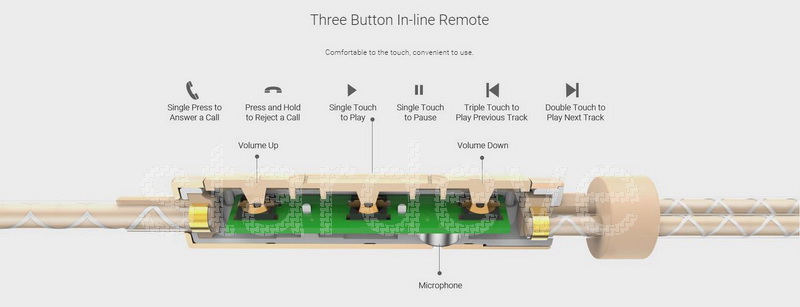 Three Button In-line Remote
Comfortable to the touch, convenient to use.
Single Press to
Answer a Call
Press and Hold
to Reject a Call
Single Touch
to Play
Single Touch
to Pause
Triple Touch to
Play Previous Track
Double Touch to
Play Next Track
Volume Up
Volume Down
Microphone